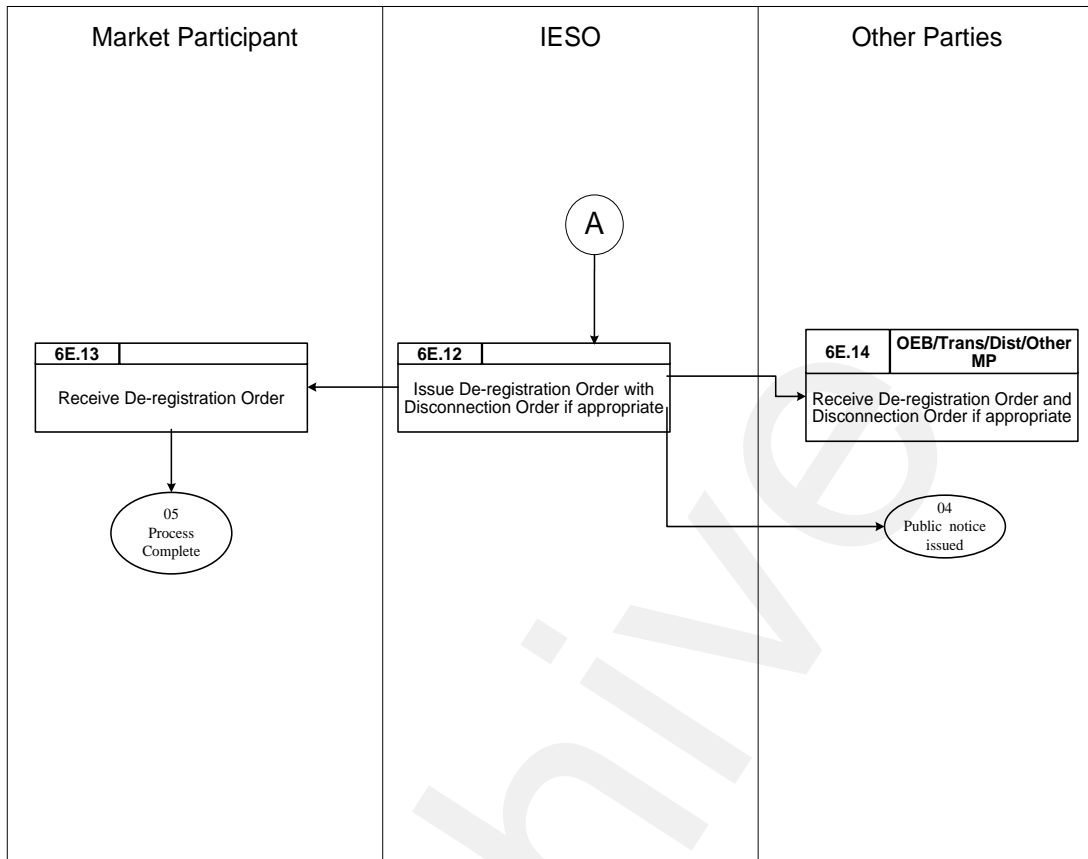 Market Participant
IESO
Other Parties
A
6E.13
Receive De-registration Order
6E.12
Issue De-registration Order with
Disconnection Order if appropriate
6E.14
OEB/Trans/Dist/Other
MP
Receive De-registration Order and
Disconnection Order if appropriate
05
Process
Complete
04
Public notice
issued
hive